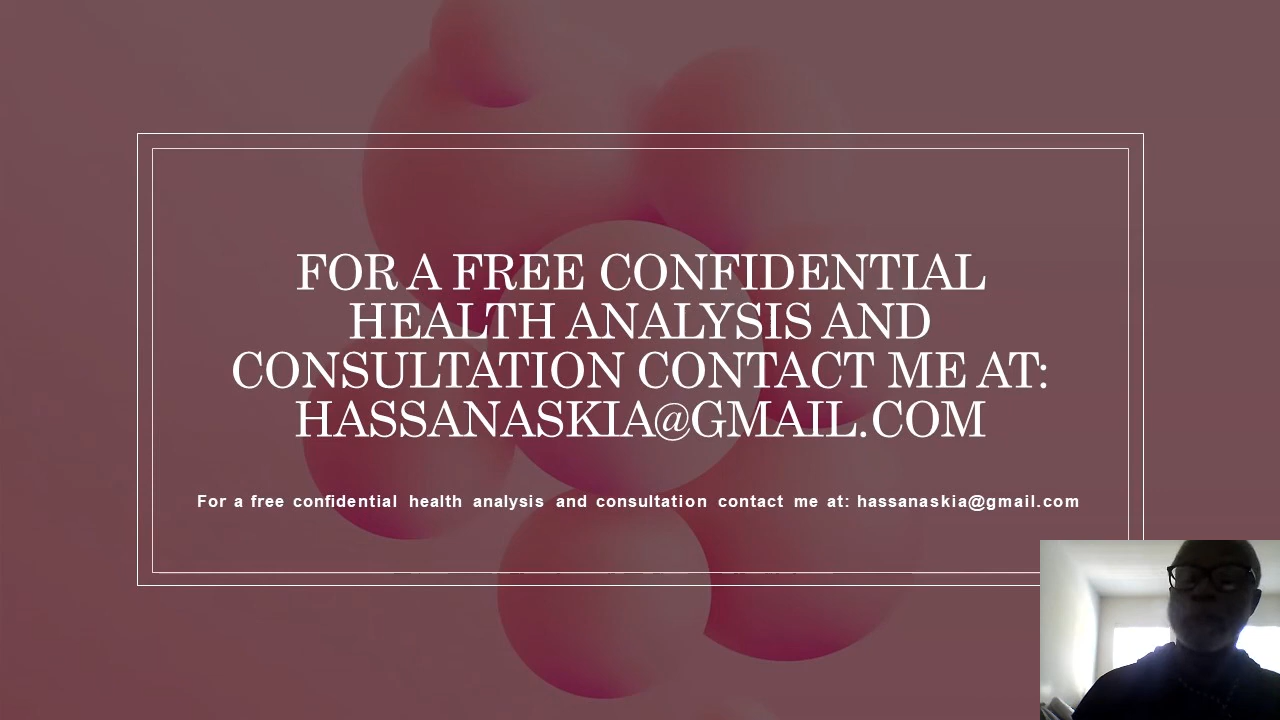 FOR A FREE CONFIDENTIAL
HEALTH ANALYSIS AND
CONSULTATION CONTACT ME AT:
HASSANASKIA@GMAIL.COM
For a free confidential health analysis and consultation contact me at: hassanaskia@gmail.com